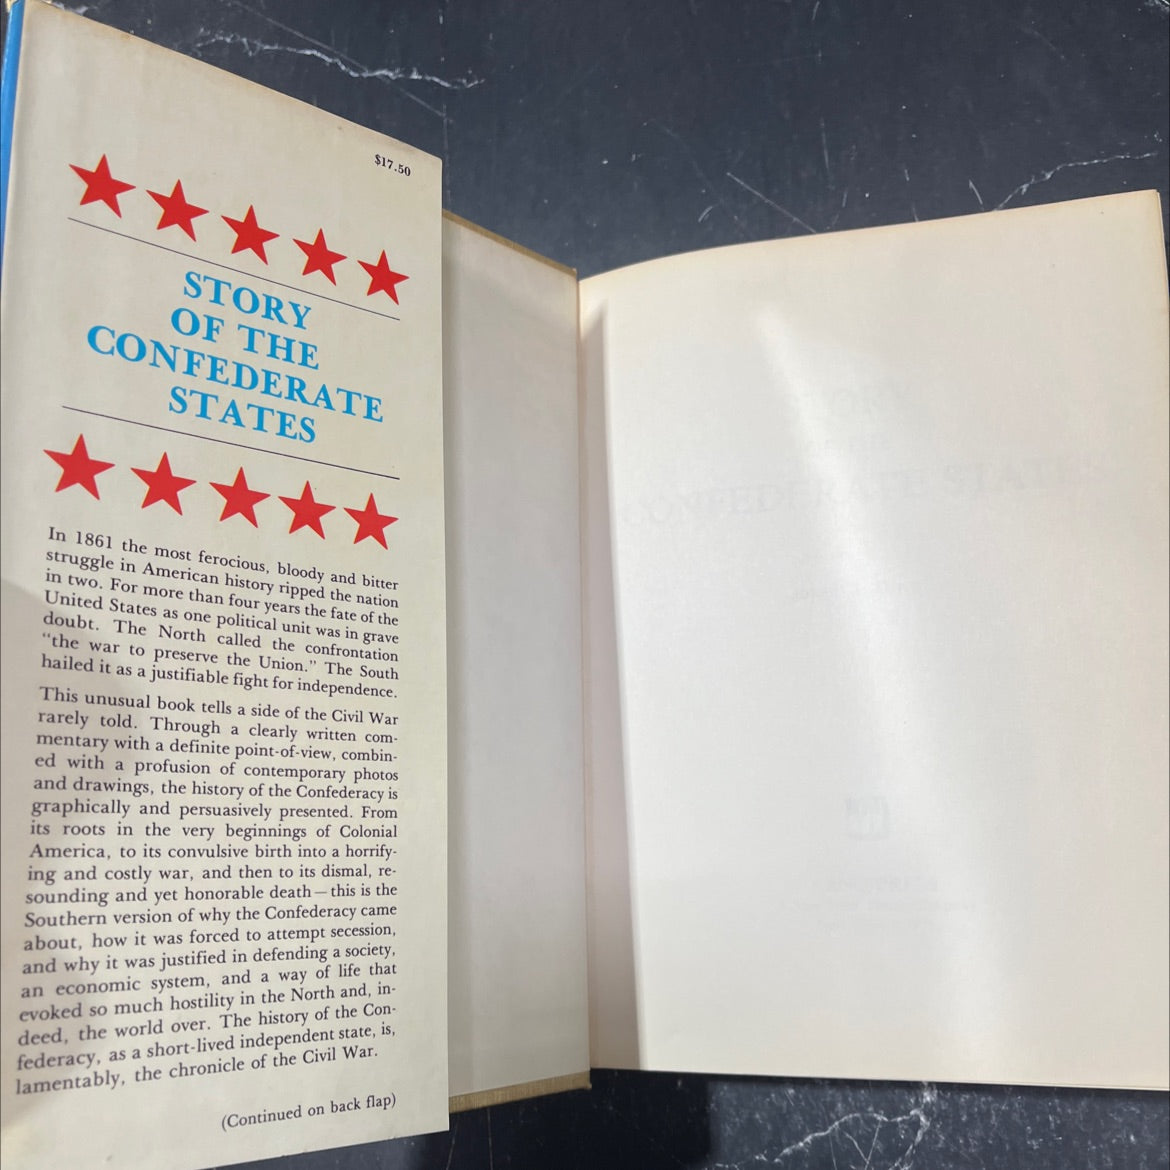 $17.50
STORY
OF THE
CONFEDERATE
STATES
In 1861 the most ferocious, bloody and bitter
struggle in American history ripped the nation
in two. For more than four years the fate of the
United States as one political unit was in grave
doubt. The North called the confrontation
“the war to preserve the Union.” The South
hailed it as a justifiable fight for independence.
This unusual book tells a side of the Civil War
rarely told. Through a clearly written com-
mentary with a definite point-of-view, combin-
ed with a profusion of contemporary photos
and drawings, the history of the Confederacy is
graphically and persuasively presented. From
its roots in the very beginnings of Colonial
America, to its convulsive birth into a horrify-
ing and costly war, and then to its dismal, re-
sounding and yet honorable death—this is the
Southern version of why the Confederacy came
about, how it was forced to attempt secession,
and why it was justified in defending a society,
an economic system, and a way of life that
evoked so much hostility in the North and, in-
deed, the world over. The history of the Con-
federacy, as a short-lived independent state, is,
lamentably, the chronicle of the Civil War.
(Continued on back flap)
CONFEDERATE STATES